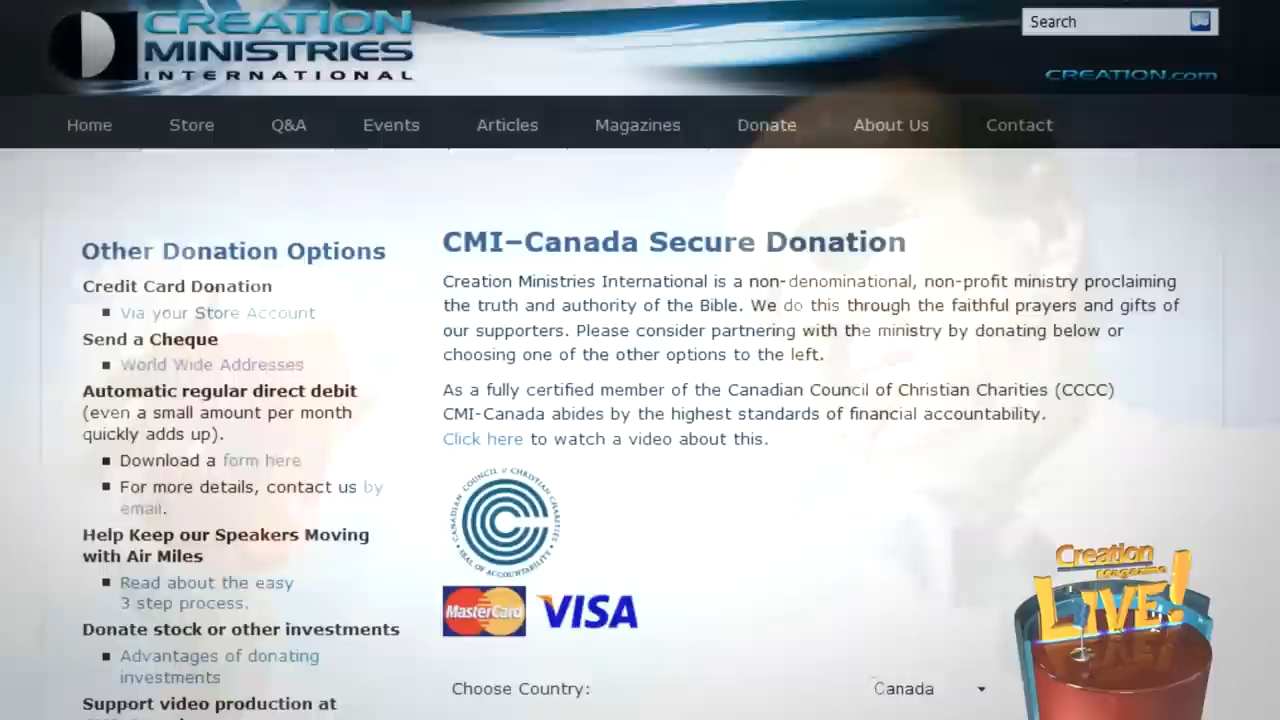 CREATION
MINISTRIES
INTERNATIONAL
Search
CREATION.com
Home Store Q&A Events Articles Magazines Donate About Us Contact
Other Donation Options
Credit Card Donation
Via your Store Account
Send a Cheque
World Wide Addresses
Automatic regular direct debit
(even a small amount per month
quickly adds up).
Download a form here
For more details, contact us by
email.
Help Keep our Speakers Moving
with Air Miles
Read about the easy
3 step process.
Donate stock or other investments
Advantages of donating
investments
Support video production at
CMI–Canada Secure Donation
Creation Ministries International is a non-denominational, non-profit ministry proclaiming
the truth and authority of the Bible. We do this through the faithful prayers and gifts of
our supporters. Please consider partnering with the ministry by donating below or
choosing one of the other options to the left.
As a fully certified member of the Canadian Council of Christian Charities (CCCC)
CMI-Canada abides by the highest standards of financial accountability.
Click here to watch a video about this.
CANADIAN COUNCIL of CHRISTIAN CHARITIES
SEAL OF ACCOUNTABILITY
MasterCard VISA
Choose Country: Canada
Creation
Magazine
LIVE!